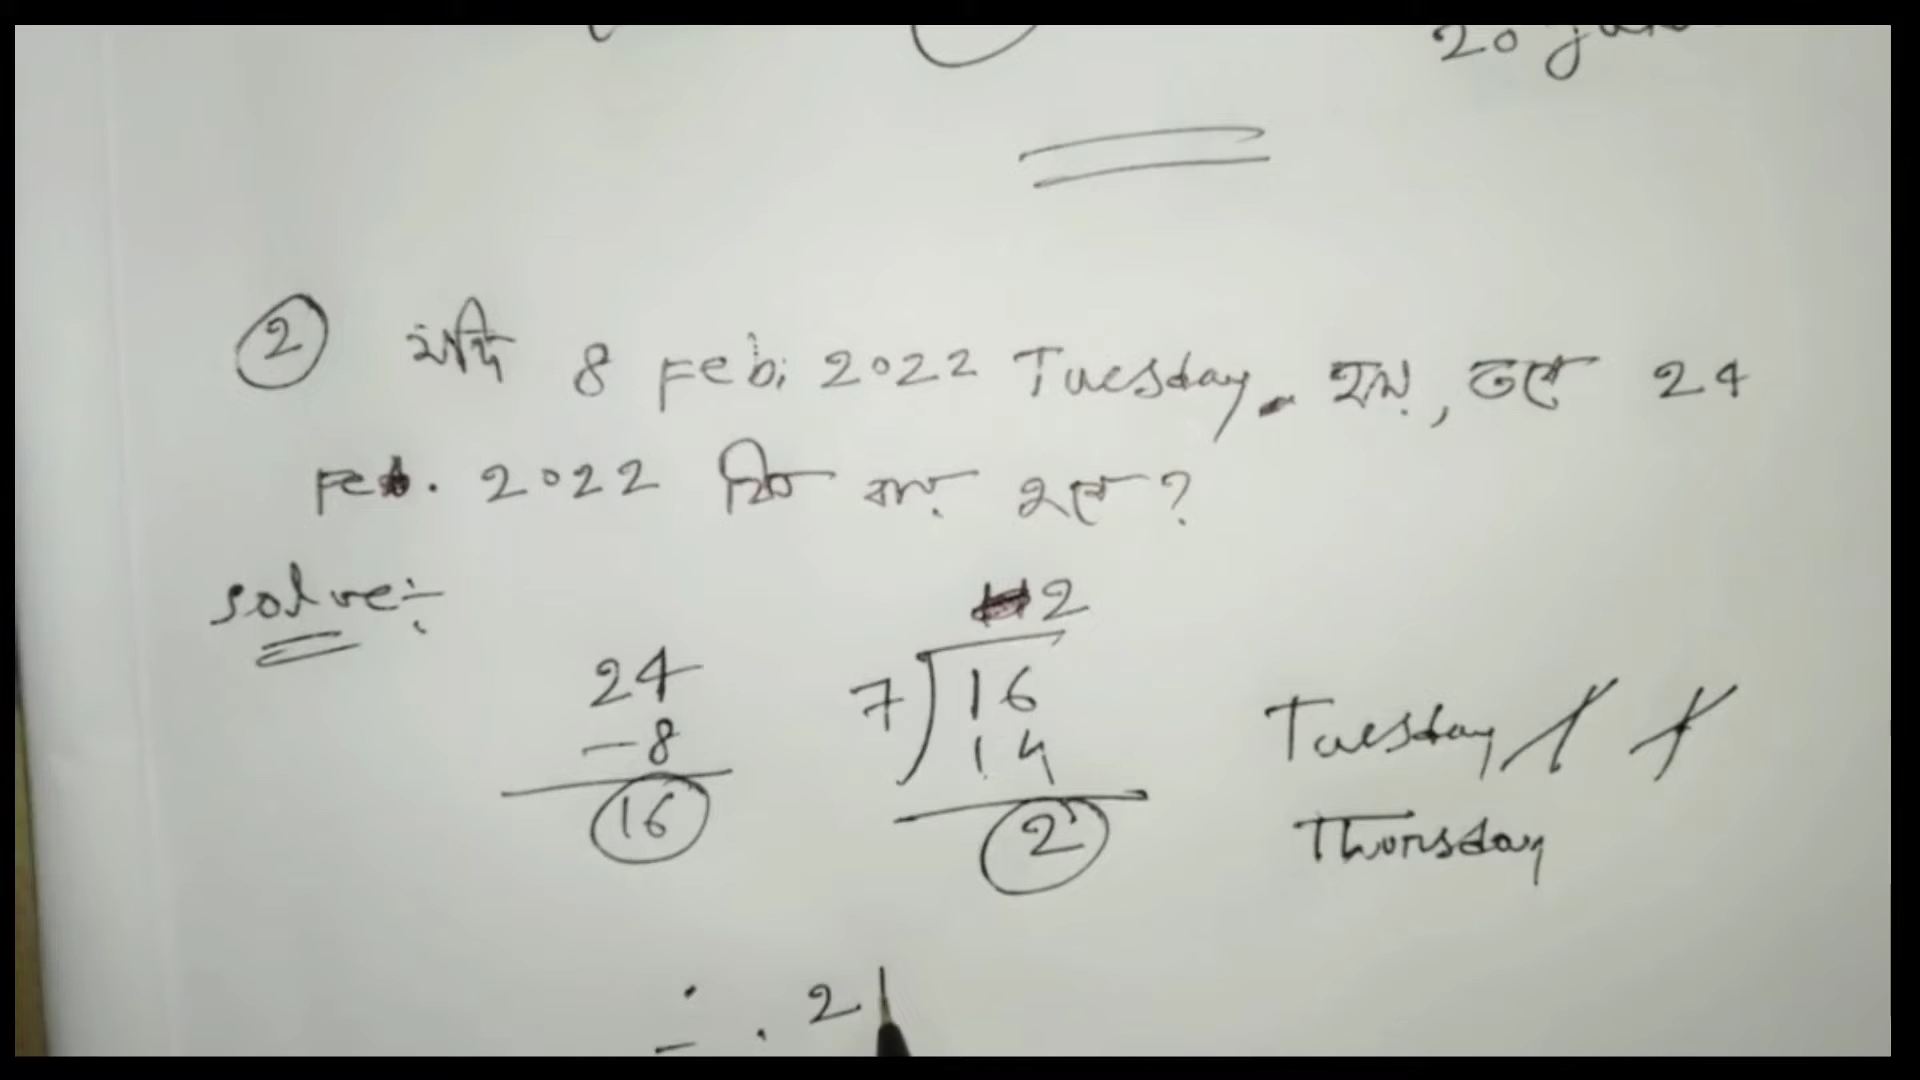 20 Jan
② যদি 8 Feb. 2022 Tuesday. হয়, তবে 24
Feb. 2022 কি বার হবে?
Solve:-
2
24
7) 16
-8
14
16
2
Tuesday / /
Thursday
∴ 2